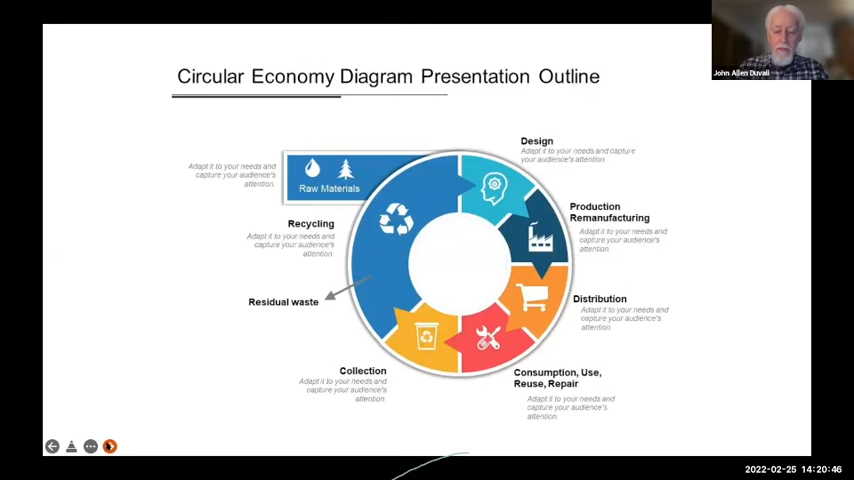 John Allen Duvall
Circular Economy Diagram Presentation Outline
Design
Adapt it to your needs and capture
your audience's attention.
Adapt it to your needs and
capture your audience's
attention.
Raw Materials
Production
Remanufacturing
Adapt it to your needs and
capture your audience's
attention.
Recycling
Adapt it to your needs and
capture your audience's
attention.
Residual waste
Distribution
Adapt it to your needs and
capture your audience's
attention.
Collection
Adapt it to your needs and
capture your audience's
attention.
Consumption, Use,
Reuse, Repair
Adapt it to your needs and
capture your audience's
attention.
2022-02-25 14:20:46